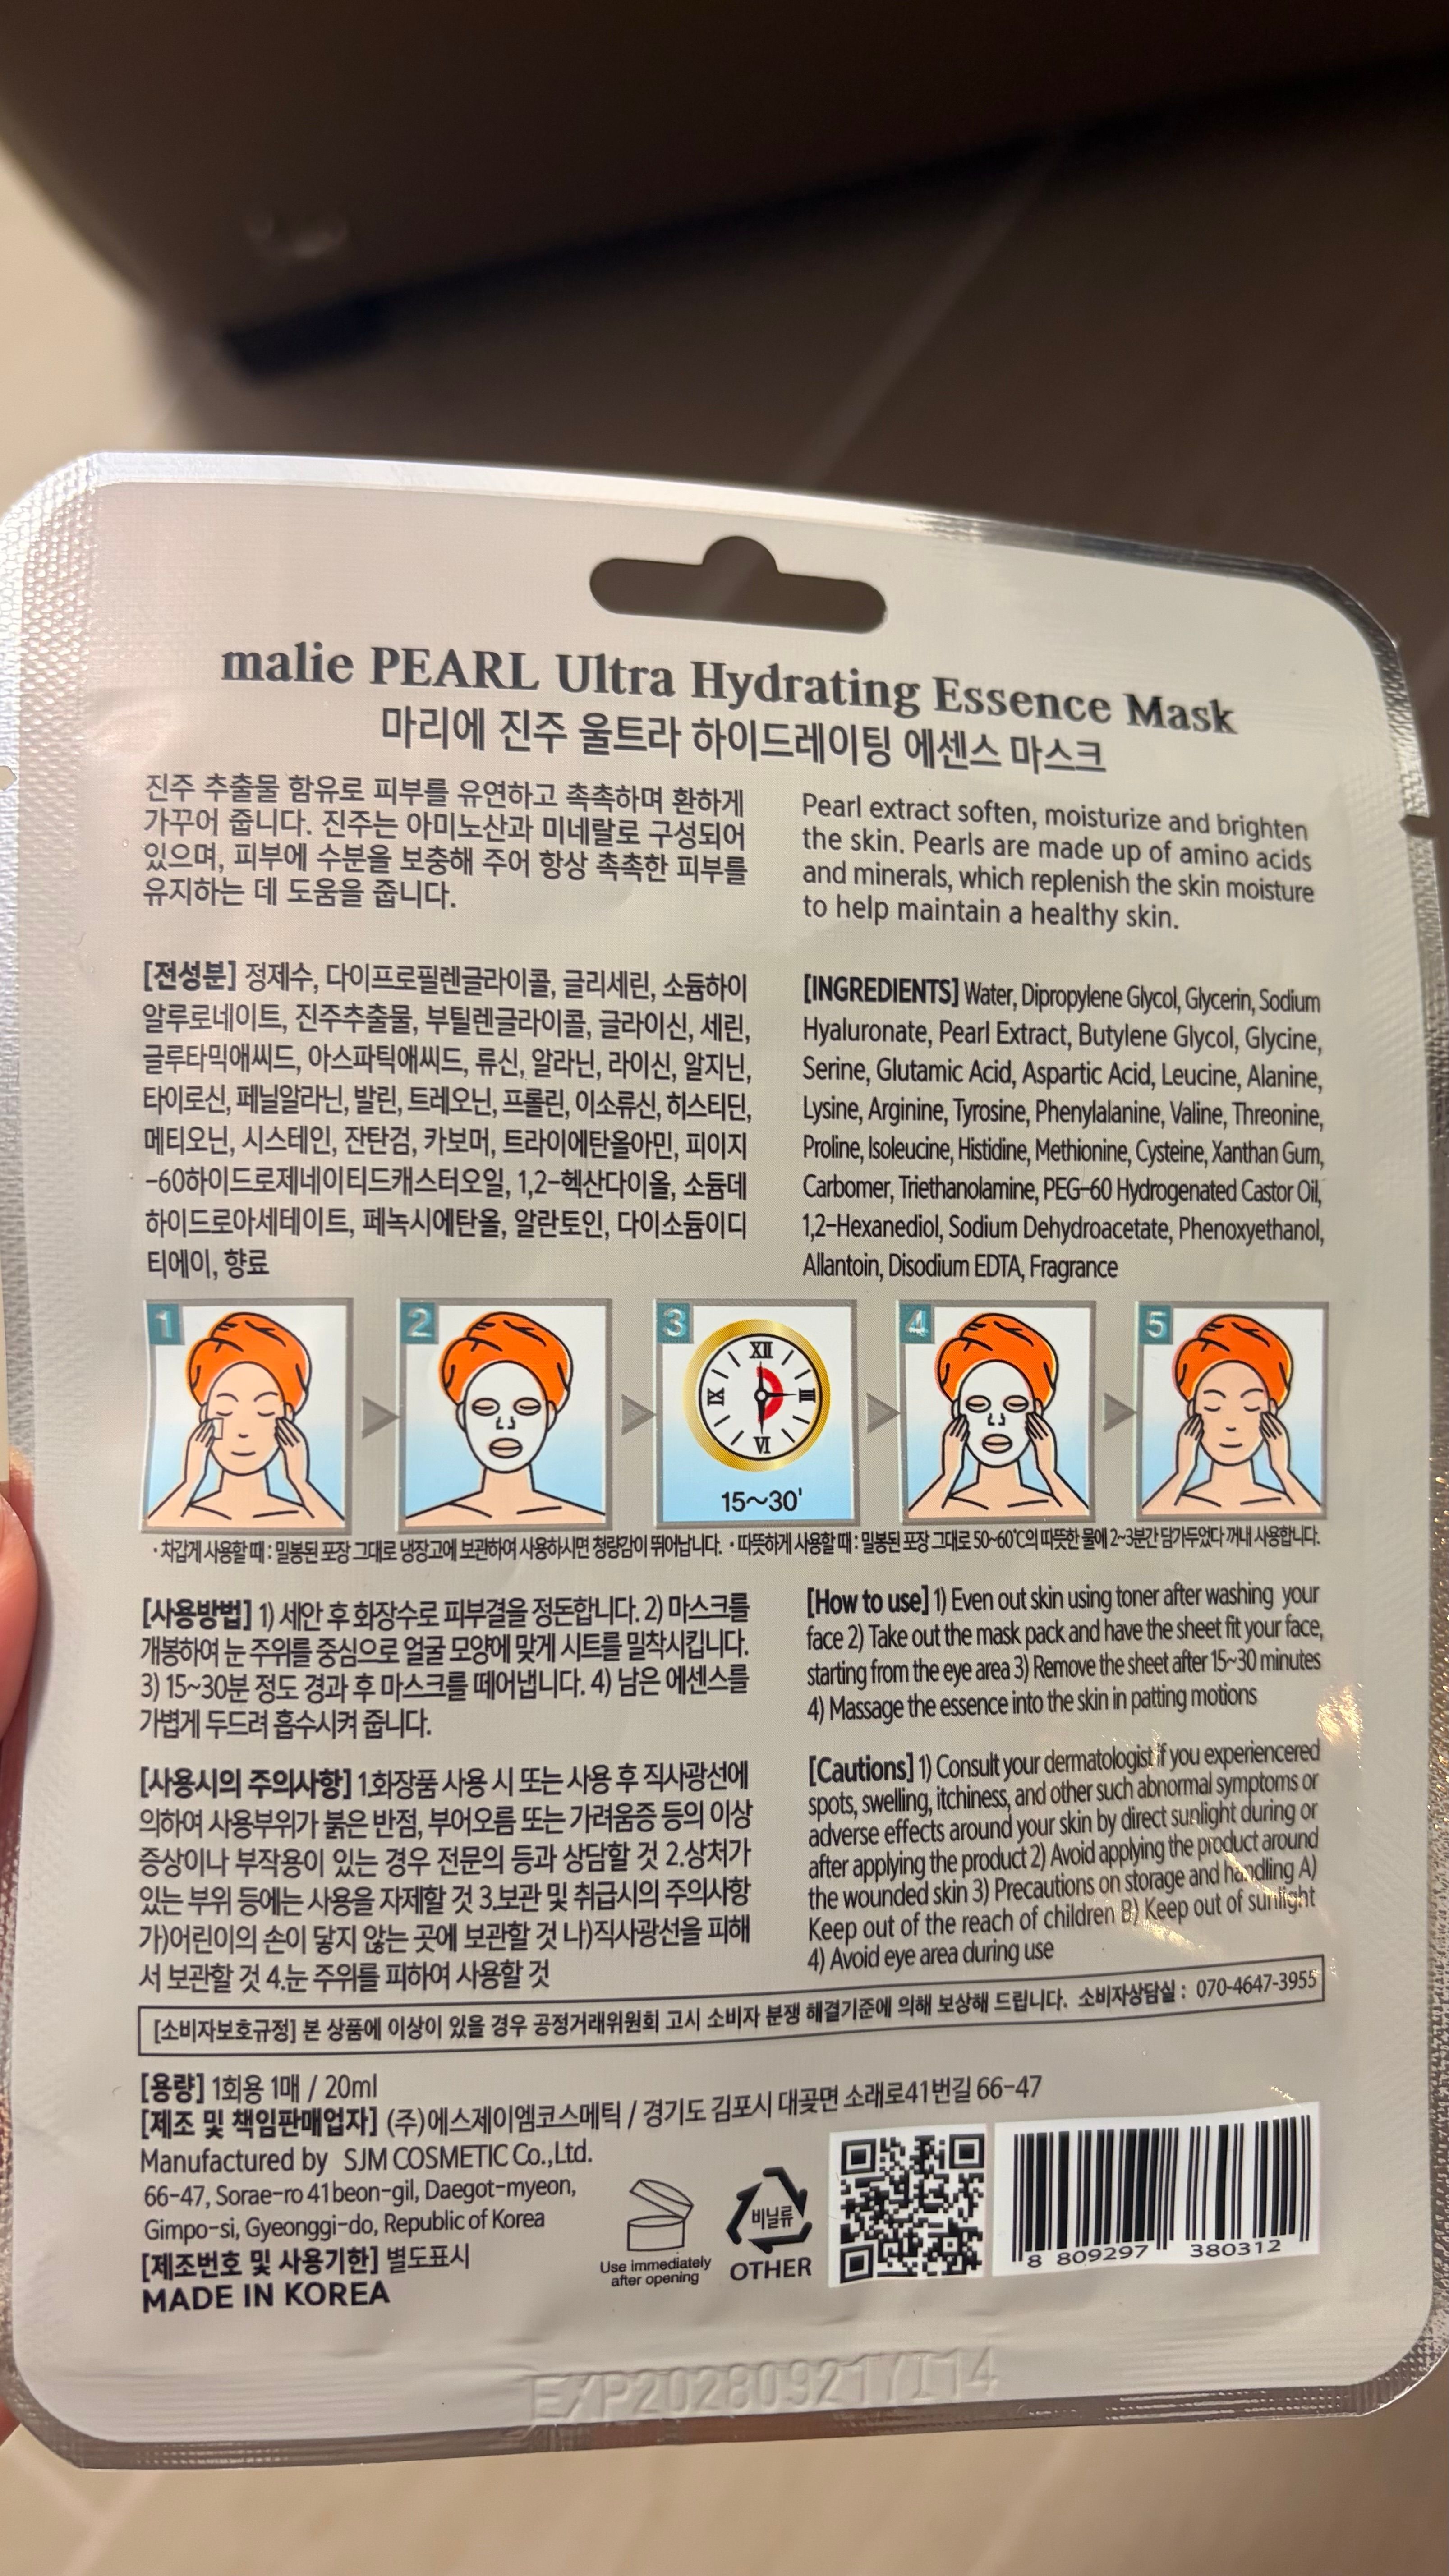 malie PEARL Ultra Hydrating Essence Mask
마리에 진주 울트라 하이드레이팅 에센스 마스크
진주 추출물 함유로 피부를 유연하고 촉촉하며 환하게
가꾸어 줍니다. 진주는 아미노산과 미네랄로 구성되어
있으며, 피부에 수분을 보충해 주어 항상 촉촉한 피부를
유지하는 데 도움을 줍니다.
Pearl extract soften, moisturize and brighten
the skin. Pearls are made up of amino acids
and minerals, which replenish the skin moisture
to help maintain a healthy skin.
[전성분] 정제수, 다이프로필렌글라이콜, 글리세린, 소듐하이
알루로네이트, 진주추출물, 부틸렌글라이콜, 글라이신, 세린,
글루타믹애씨드, 아스파틱애씨드, 류신, 알라닌, 라이신, 알지닌,
타이로신, 페닐알라닌, 발린, 트레오닌, 프롤린, 이소류신, 히스티딘,
메티오닌, 시스테인, 잔탄검, 카보머, 트라이에탄올아민, 피이지
-60하이드로제네이티드캐스터오일, 1,2-헥산다이올, 소듐데
하이드로아세테이트, 페녹시에탄올, 알란토인, 다이소듐이디
티에이, 향료
[INGREDIENTS] Water, Dipropylene Glycol, Glycerin, Sodium
Hyaluronate, Pearl Extract, Butylene Glycol, Glycine,
Serine, Glutamic Acid, Aspartic Acid, Leucine, Alanine,
Lysine, Arginine, Tyrosine, Phenylalanine, Valine, Threonine,
Proline, Isoleucine, Histidine, Methionine, Cysteine, Xanthan Gum,
Carbomer, Triethanolamine, PEG-60 Hydrogenated Castor Oil,
1,2-Hexanediol, Sodium Dehydroacetate, Phenoxyethanol,
Allantoin, Disodium EDTA, Fragrance
1
2
3
XII
III
VI
IX
15~30'
4
5
· 차갑게 사용할 때 : 밀봉된 포장 그대로 냉장고에 보관하여 사용하시면 청량감이 뛰어납니다. · 따뜻하게 사용할 때 : 밀봉된 포장 그대로 50~60℃의 따뜻한 물에 2~3분간 담가두었다 꺼내 사용합니다.
[사용방법] 1) 세안 후 화장수로 피부결을 정돈합니다. 2) 마스크를
개봉하여 눈 주위를 중심으로 얼굴 모양에 맞게 시트를 밀착시킵니다.
3) 15~30분 정도 경과 후 마스크를 떼어냅니다. 4) 남은 에센스를
가볍게 두드려 흡수시켜 줍니다.
[How to use] 1) Even out skin using toner after washing your
face 2) Take out the mask pack and have the sheet fit your face,
starting from the eye area 3) Remove the sheet after 15~30 minutes
4) Massage the essence into the skin in patting motions
[사용시의 주의사항] 1.화장품 사용 시 또는 사용 후 직사광선에
의하여 사용부위가 붉은 반점, 부어오름 또는 가려움증 등의 이상
증상이나 부작용이 있는 경우 전문의 등과 상담할 것 2.상처가
있는 부위 등에는 사용을 자제할 것 3.보관 및 취급시의 주의사항
가)어린이의 손이 닿지 않는 곳에 보관할 것 나)직사광선을 피해
서 보관할 것 4.눈 주위를 피하여 사용할 것
[Cautions] 1) Consult your dermatologist if you experiencered
spots, swelling, itchiness, and other such abnormal symptoms or
adverse effects around your skin by direct sunlight during or
after applying the product 2) Avoid applying the product around
the wounded skin 3) Precautions on storage and handling A)
Keep out of the reach of children B) Keep out of sunlight
4) Avoid eye area during use
[소비자보호규정] 본 상품에 이상이 있을 경우 공정거래위원회 고시 소비자 분쟁 해결기준에 의해 보상해 드립니다. 소비자상담실 : 070-4647-3955
[용량] 1회용 1매 / 20ml
[제조 및 책임판매업자] (주)에스제이엠코스메틱 / 경기도 김포시 대곶면 소래로41번길 66-47
Manufactured by SJM COSMETIC Co.,Ltd.
66-47, Sorae-ro 41beon-gil, Daegot-myeon,
Gimpo-si, Gyeonggi-do, Republic of Korea
[제조번호 및 사용기한] 별도표시
MADE IN KOREA
Use immediately
after opening
비닐류
OTHER
8 809297 380312
EXP20280921/I14